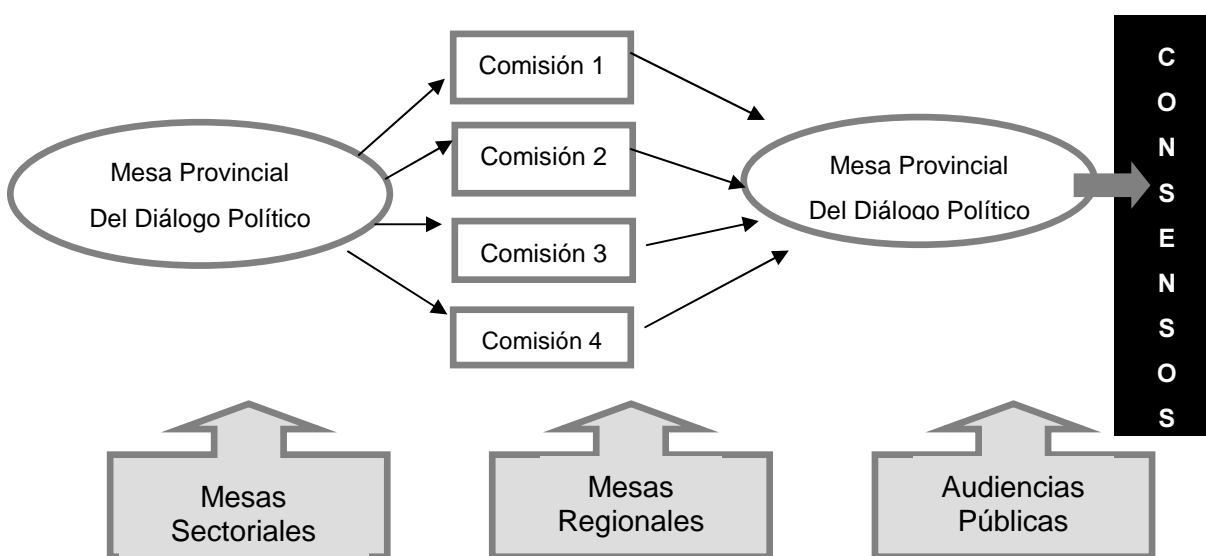 Mesa Provincial
Del Diálogo Político
Comisión 1
Comisión 2
Comisión 3
Comisión 4
Mesa Provincial
Del Diálogo Político
CONSENSOS
Mesas
Sectoriales
Mesas
Regionales
Audiencias
Públicas